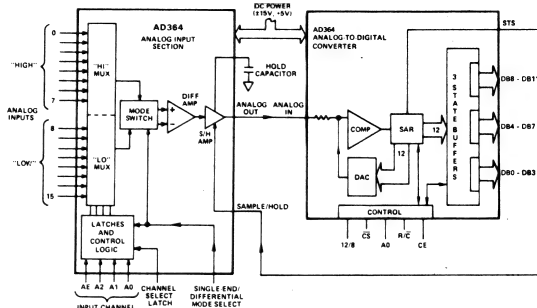 DC POWER
(±15V, +5V)
STS
AD364
ANALOG INPUT
SECTION
AD364
ANALOG-TO-DIGITAL
CONVERTER
0
"HIGH"
7
ANALOG
INPUTS
8
"LOW"
15
"HI"
MUX
"LO"
MUX
MODE
SWITCH
DIFF
AMP
+
−
S/H
AMP
HOLD
CAPACITOR
ANALOG
OUT
ANALOG
IN
COMP
SAR
12
12
DAC
3
STATE
BUFFERS
DB8 - DB11
DB4 - DB7
DB0 - DB3
SAMPLE/HOLD
CONTROL
12/8
CS
A0
R/C
CE
LATCHES
AND
CONTROL
LOGIC
AE A2 A1 A0
INPUT CHANNEL
CHANNEL
SELECT
LATCH
SINGLE END/
DIFFERENTIAL
MODE SELECT